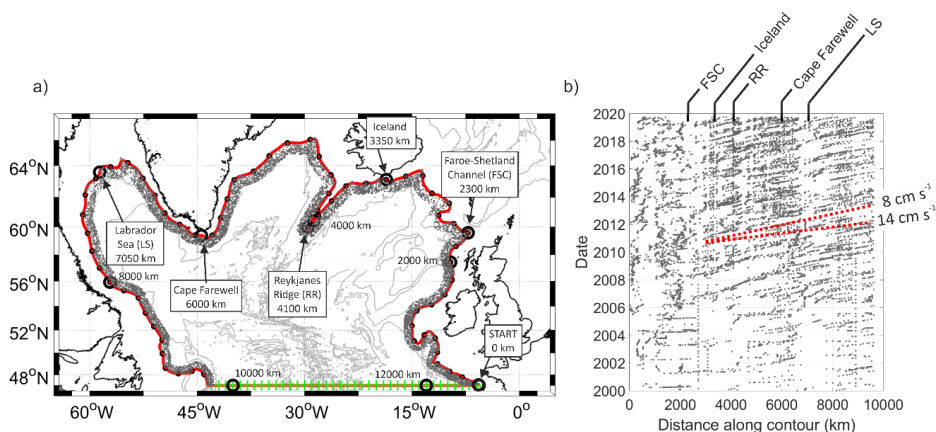 a)
64°N
60°N
56°N
52°N
48°N
60°W
45°W
30°W
15°W
0°
Iceland
3350 km
Faroe-Shetland
Channel (FSC)
2300 km
4000 km
2000 km
Labrador
Sea (LS)
7050 km
8000 km
Cape Farewell
6000 km
Reykjanes
Ridge (RR)
4100 km
START
0 km
10000 km
12000 km
b)
FSC
Iceland
RR
Cape Farewell
LS
Date
2020
2018
2016
2014
2012
2010
2008
2006
2004
2002
2000
8 cm s⁻¹
14 cm s⁻¹
0
2000
4000
6000
8000
10000
Distance along contour (km)